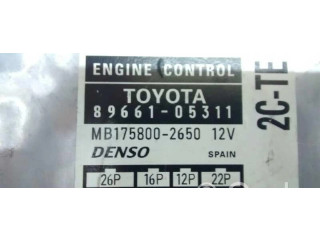 ENGINE CONTROL
TOYOTA
89661-05311
MB175800-2650 12V
DENSO SPAIN
26P 16P 12P 22P
2C-TE